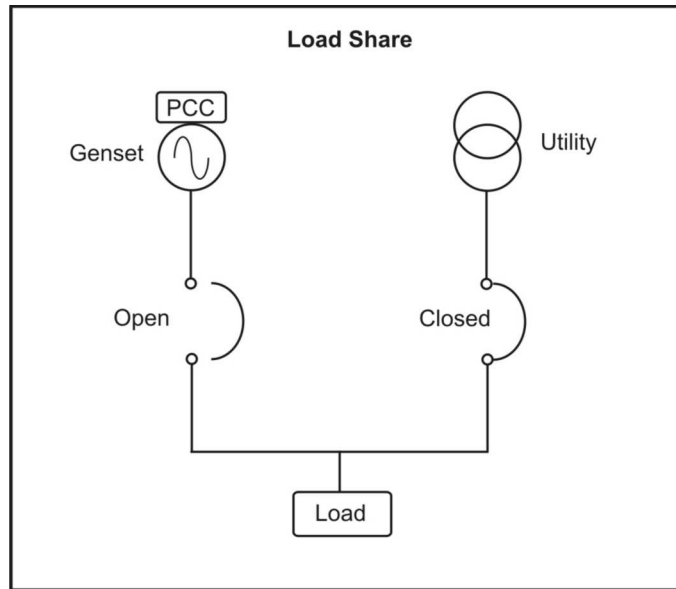 Load Share
PCC
Genset
Utility
Open
Closed
Load